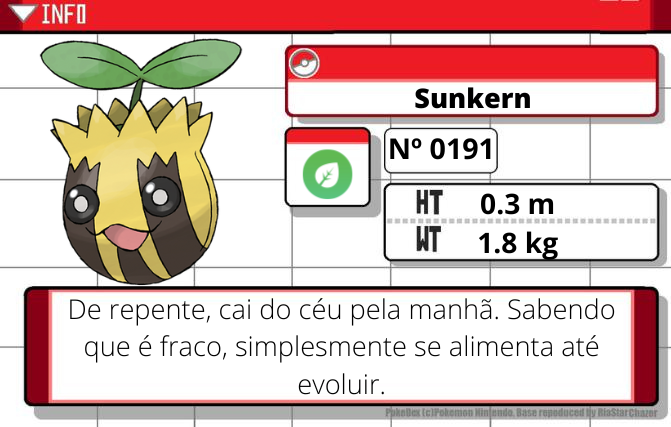 INFO
Sunkern
Nº 0191
HT 0.3 m
WT 1.8 kg
De repente, cai do céu pela manhã. Sabendo
que é fraco, simplesmente se alimenta até
evoluir.
PokeDex (c)Pokemon Nintendo. Base repoduced by RiaStarChazer